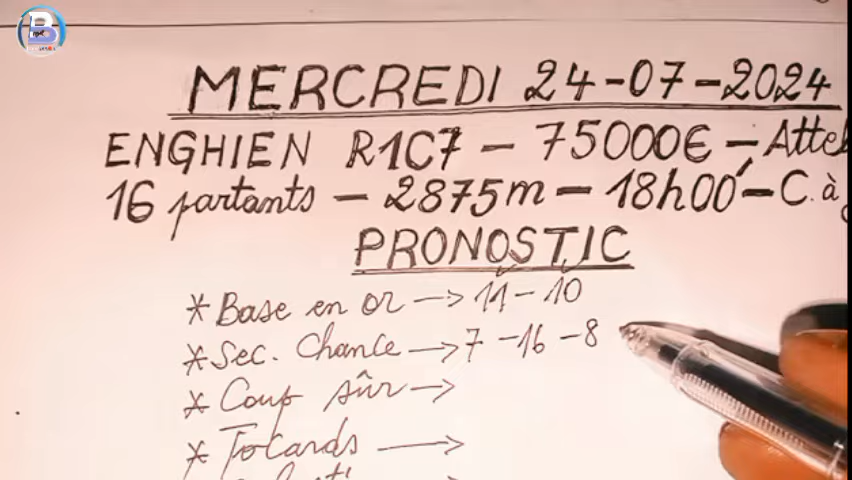 MERCREDI 24-07-2024
ENGHIEN R1C7 - 75000€ - Attel
16 partants - 2875m - 18h00' - C. à
PRONOSTIC
* Base en or → 11 - 10
* Sec. Chance → 7 - 16 - 8
* Coup sûr →
* Tocards →